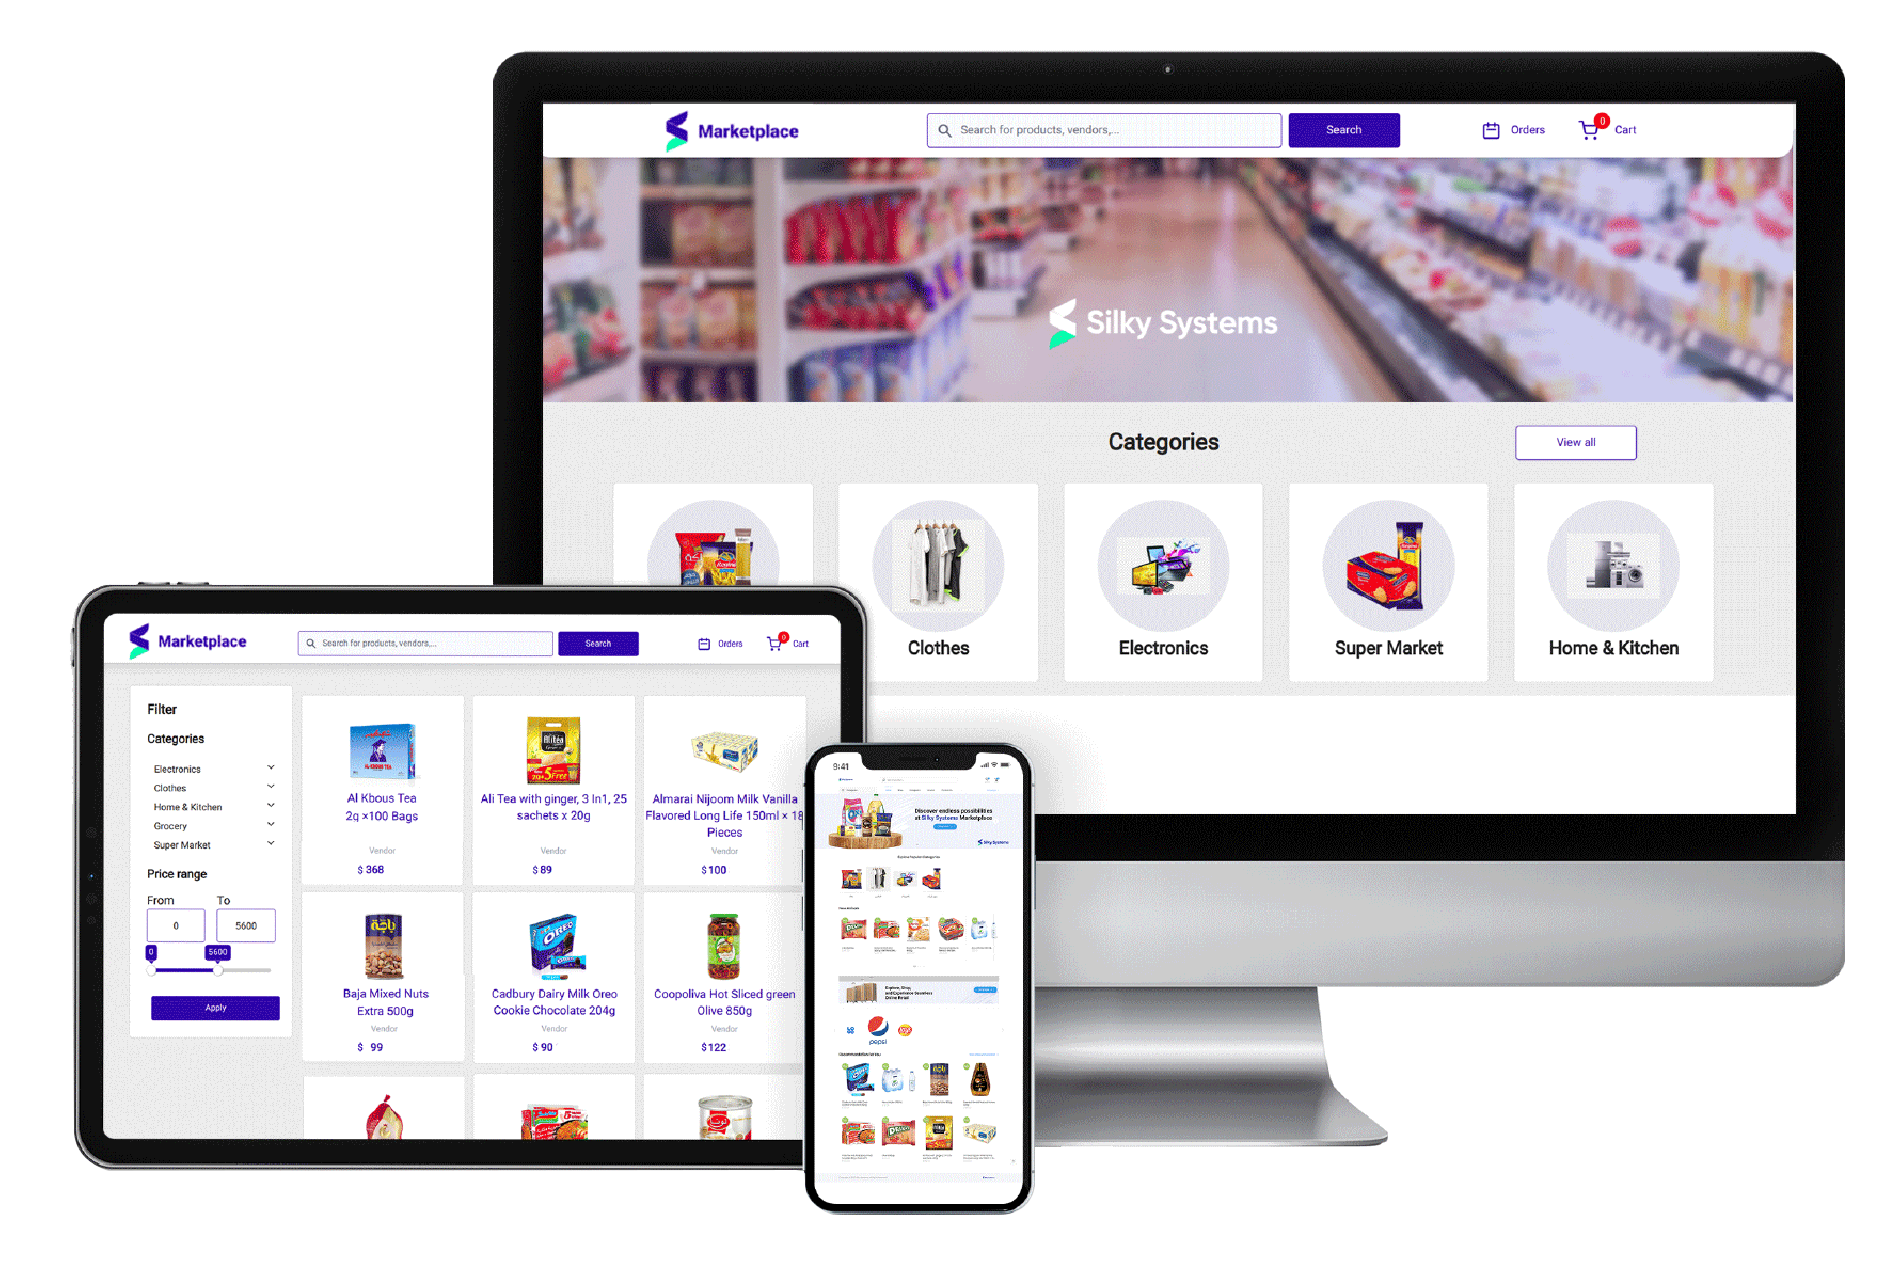 Marketplace
Search for products, vendors,...
Search
Orders
0
Cart
Silky Systems
Categories
View all
Clothes
Electronics
Super Market
Home & Kitchen
Marketplace
Search for products, vendors,...
Search
Orders
0
Cart
Filter
Categories
Electronics
Clothes
Home & Kitchen
Grocery
Super Market
Price range
From
To
0
5600
0
5600
Apply
Al Kbous Tea
2g ×100 Bags
Vendor
$ 368
Ali Tea with ginger, 3 In1, 25
sachets x 20g
Vendor
$ 89
Almarai Nijoom Milk Vanilla
Flavored Long Life 150ml × 18
Pieces
Vendor
$100
Baja Mixed Nuts
Extra 500g
Vendor
$ 99
OREO
Cadbury Dairy Milk Oreo
Cookie Chocolate 204g
Vendor
$ 90
Coopoliva Hot Sliced green
Olive 850g
Vendor
$122
9:41
Discover endless possibilities
at Silky Systems Marketplace
Silky Systems
pepsi